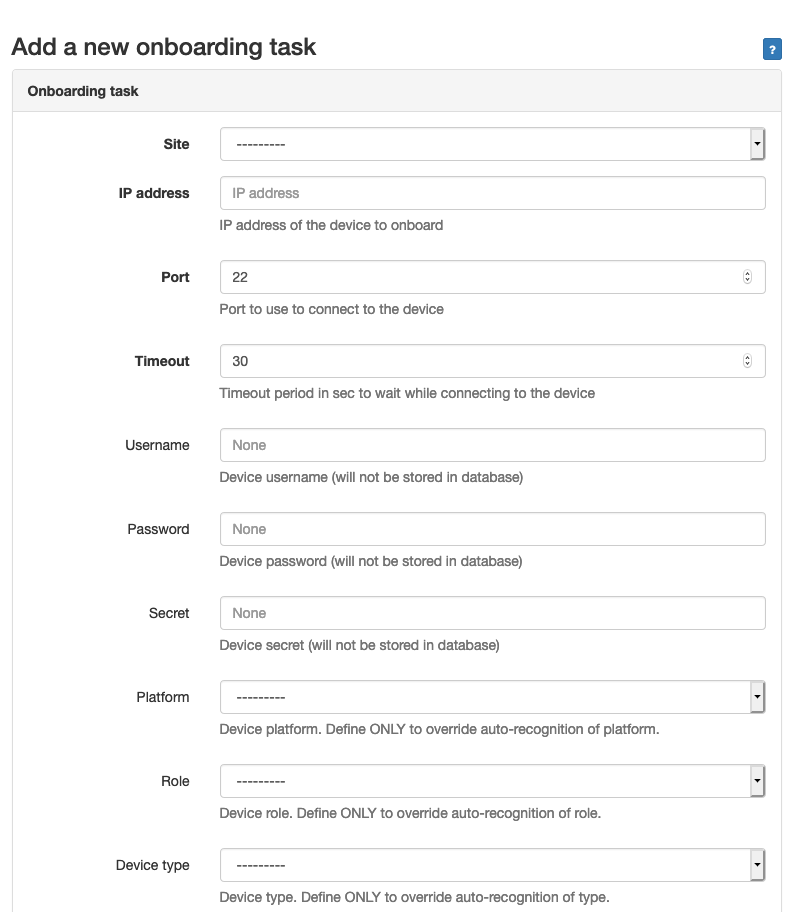 Add a new onboarding task
?
Onboarding task
Site ---------
IP address IP address
IP address of the device to onboard
Port 22
Port to use to connect to the device
Timeout 30
Timeout period in sec to wait while connecting to the device
Username None
Device username (will not be stored in database)
Password None
Device password (will not be stored in database)
Secret None
Device secret (will not be stored in database)
Platform ---------
Device platform. Define ONLY to override auto-recognition of platform.
Role ---------
Device role. Define ONLY to override auto-recognition of role.
Device type ---------
Device type. Define ONLY to override auto-recognition of type.